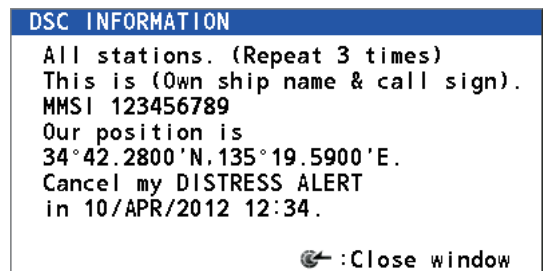 DSC INFORMATION
All stations. (Repeat 3 times)
This is (Own ship name & call sign).
MMSI 123456789
Our position is
34°42.2800'N,135°19.5900'E.
Cancel my DISTRESS ALERT
in 10/APR/2012 12:34.
:Close window